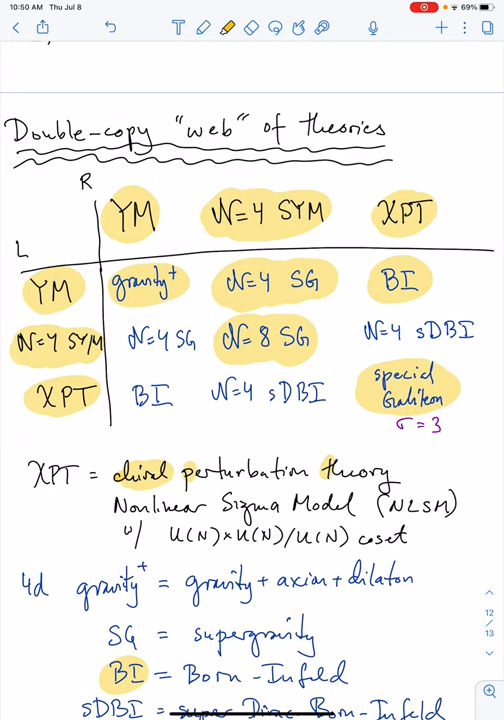 10:50 AM Thu Jul 8
69%
Double-copy "web" of theories
R
YM N=4 SYM XPT
L
YM gravity+ N=4 SG BI
N=4 SYM N=4 SG N=8 SG N=4 sDBI
XPT BI N=4 sDBI special Galileon
σ=3
XPT = chiral perturbation theory
Nonlinear Sigma Model (NLSM)
w/ U(N)×U(N)/U(N) coset
4d gravity+ = gravity + axion + dilaton
SG = supergravity
BI = Born-Infeld
sDBI = super Dirac Born-Infeld
12
13